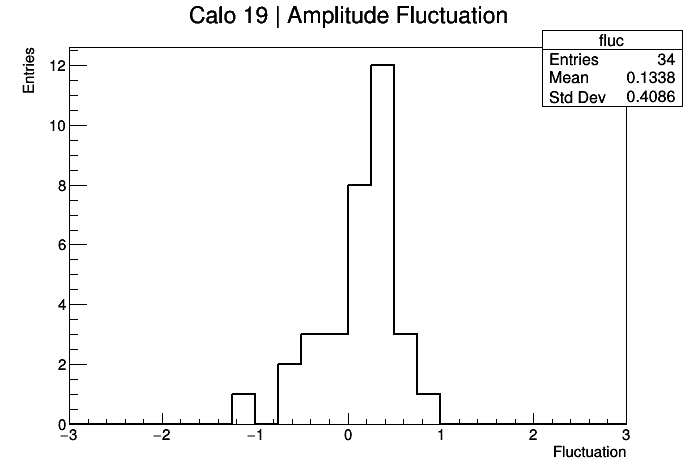 Calo 19 | Amplitude Fluctuation
fluc
Entries 34
Mean 0.1338
Std Dev 0.4086
Entries
12
10
8
6
4
2
0
−3 −2 −1 0 1 2 3
Fluctuation